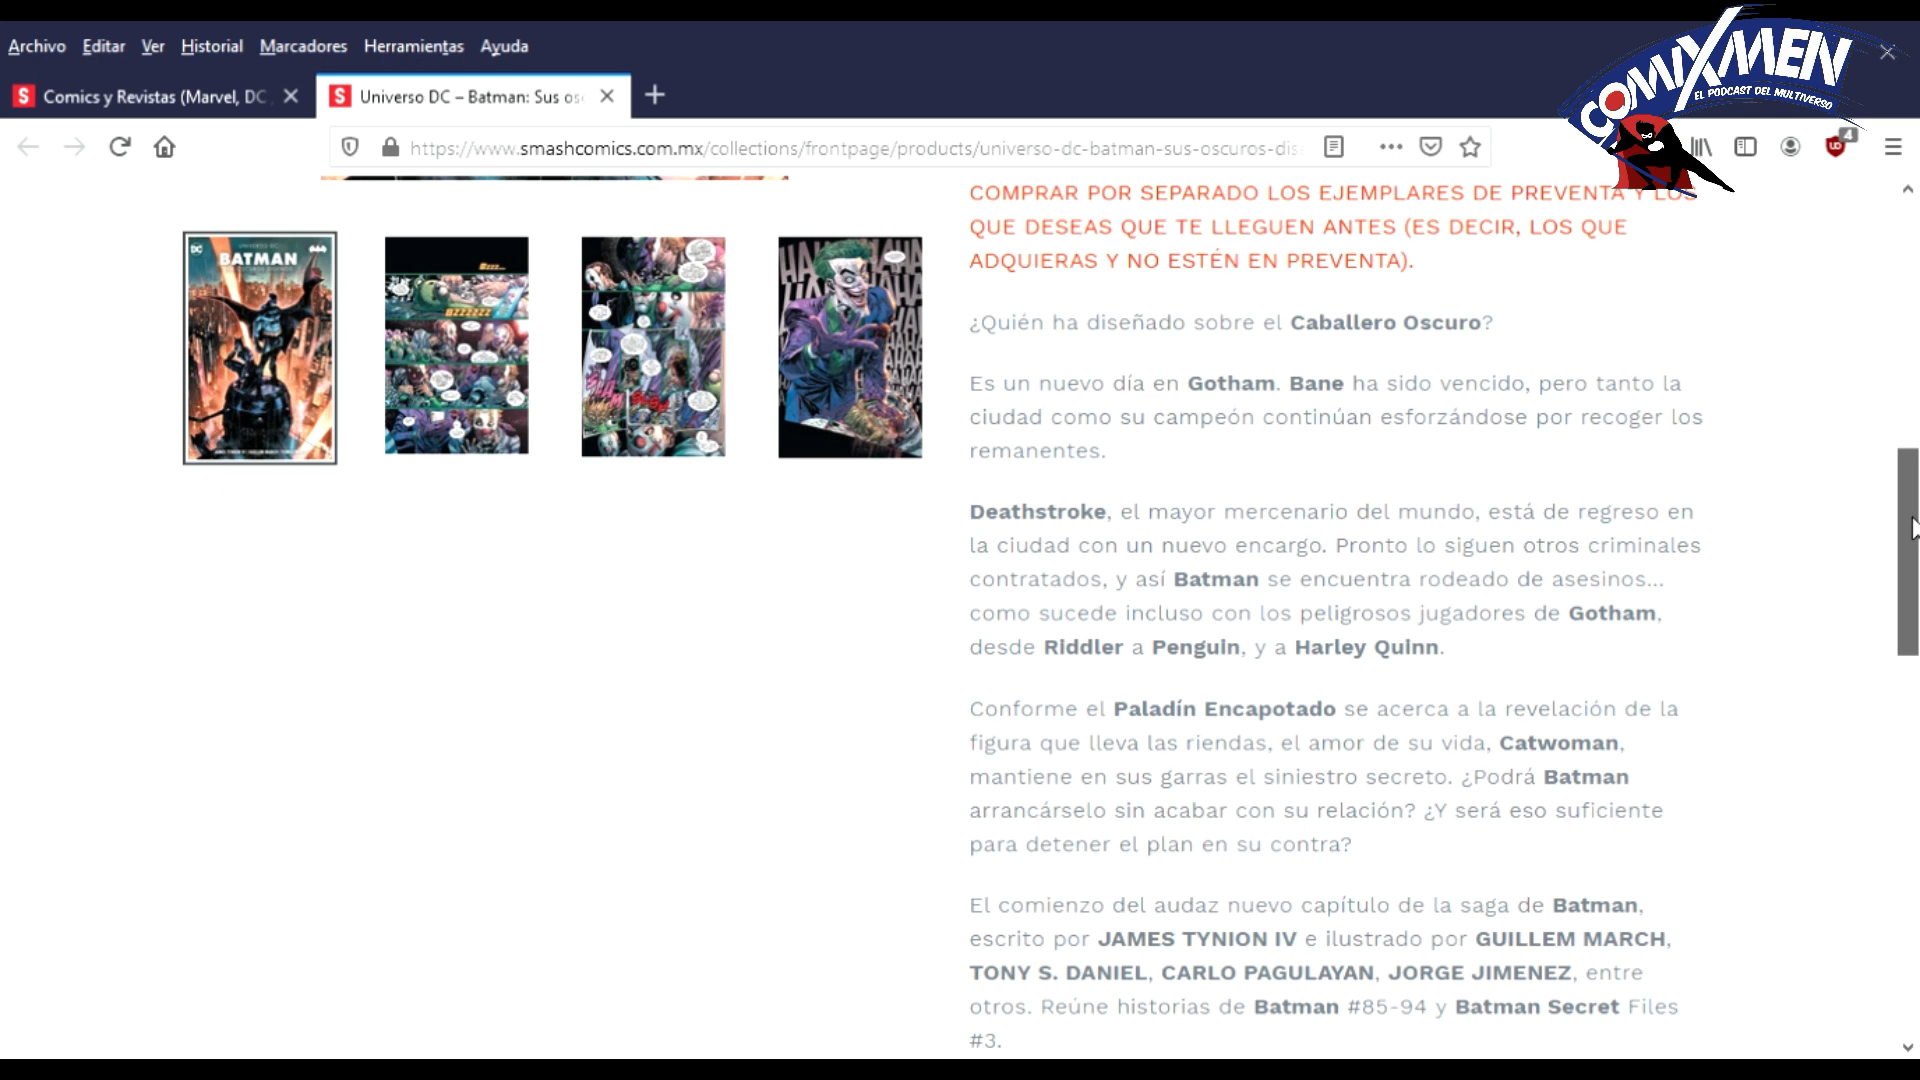 Archivo Editar Ver Historial Marcadores Herramientas Ayuda
COMIXMEN
EL PODCAST DEL MULTIVERSO
S Comics y Revistas (Marvel, DC
S Universo DC – Batman: Sus os
https://www.smashcomics.com.mx/collections/frontpage/products/universo-dc-batman-sus-oscuros-dis
4
COMPRAR POR SEPARADO LOS EJEMPLARES DE PREVENTA Y LOS
QUE DESEAS QUE TE LLEGUEN ANTES (ES DECIR, LOS QUE
ADQUIERAS Y NO ESTÉN EN PREVENTA).
DC
BATMAN
¿Quién ha diseñado sobre el Caballero Oscuro?
Es un nuevo día en Gotham. Bane ha sido vencido, pero tanto la
ciudad como su campeón continúan esforzándose por recoger los
remanentes.
Deathstroke, el mayor mercenario del mundo, está de regreso en
la ciudad con un nuevo encargo. Pronto lo siguen otros criminales
contratados, y así Batman se encuentra rodeado de asesinos...
como sucede incluso con los peligrosos jugadores de Gotham,
desde Riddler a Penguin, y a Harley Quinn.
Conforme el Paladín Encapotado se acerca a la revelación de la
figura que lleva las riendas, el amor de su vida, Catwoman,
mantiene en sus garras el siniestro secreto. ¿Podrá Batman
arrancárselo sin acabar con su relación? ¿Y será eso suficiente
para detener el plan en su contra?
El comienzo del audaz nuevo capítulo de la saga de Batman,
escrito por JAMES TYNION IV e ilustrado por GUILLEM MARCH,
TONY S. DANIEL, CARLO PAGULAYAN, JORGE JIMENEZ, entre
otros. Reúne historias de Batman #85-94 y Batman Secret Files
#3.